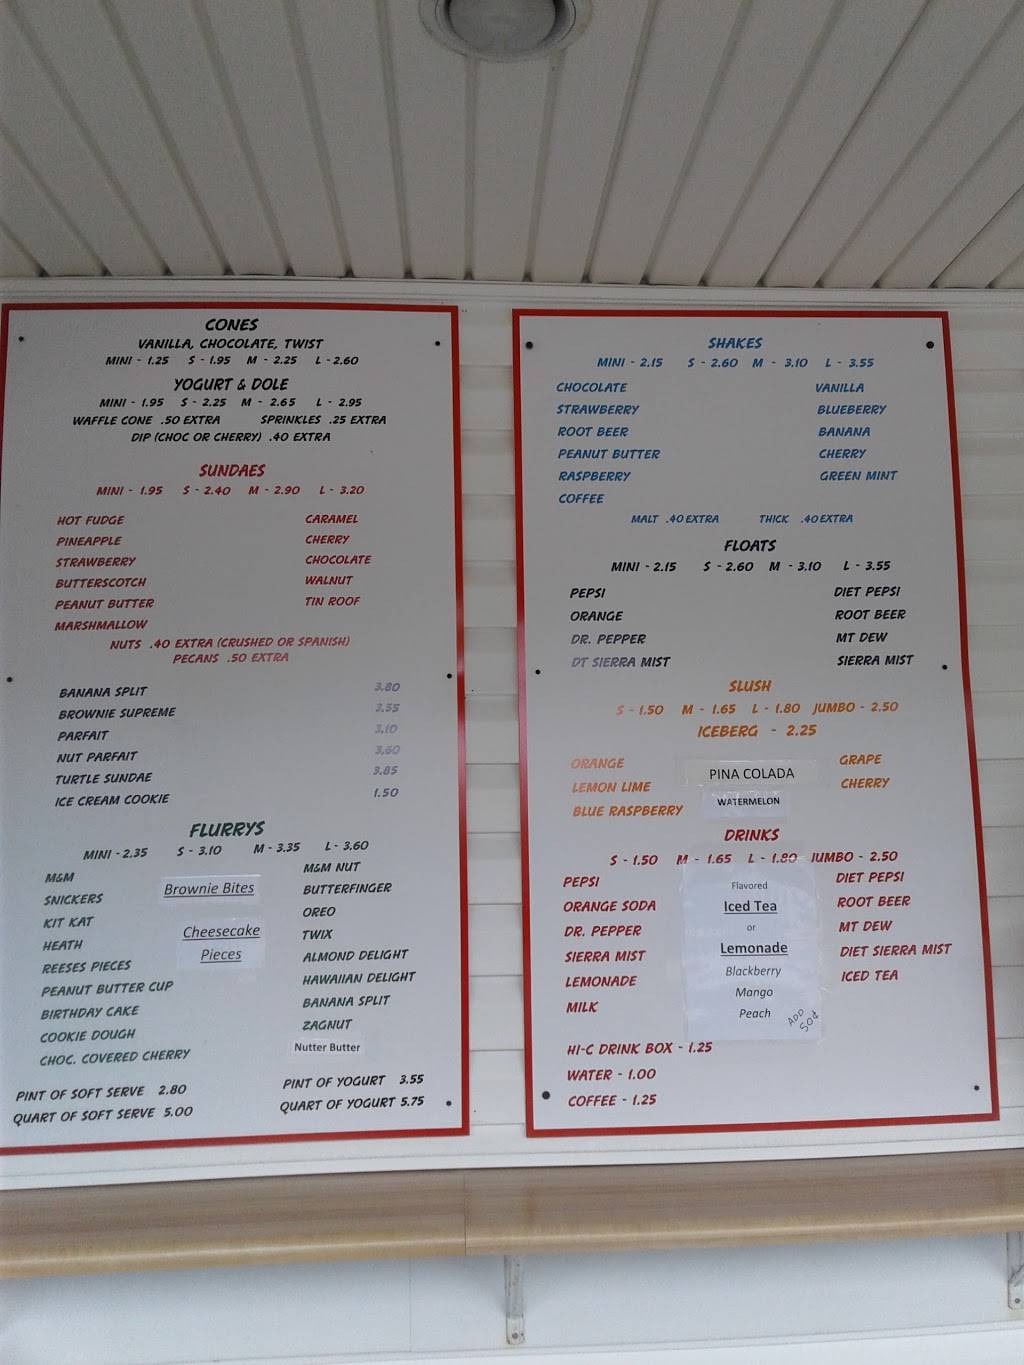 CONES
VANILLA, CHOCOLATE, TWIST
MINI - 1.25 S - 1.95 M - 2.25 L - 2.60
YOGURT & DOLE
MINI - 1.95 S - 2.25 M - 2.65 L - 2.95
WAFFLE CONE .50 EXTRA SPRINKLES .25 EXTRA
DIP (CHOC OR CHERRY) .40 EXTRA
SUNDAES
MINI - 1.95 S - 2.40 M - 2.90 L - 3.20
HOT FUDGE CARAMEL
PINEAPPLE CHERRY
STRAWBERRY CHOCOLATE
BUTTERSCOTCH WALNUT
PEANUT BUTTER TIN ROOF
MARSHMALLOW
NUTS .40 EXTRA (CRUSHED OR SPANISH)
PECANS .50 EXTRA
BANANA SPLIT 3.80
BROWNIE SUPREME 3.55
PARFAIT 3.10
NUT PARFAIT 3.60
TURTLE SUNDAE 3.85
ICE CREAM COOKIE 1.50
FLURRYS
MINI - 2.35 S - 3.10 M - 3.35 L - 3.60
M&M M&M NUT
SNICKERS Brownie Bites BUTTERFINGER
KIT KAT OREO
HEATH Cheesecake TWIX
REESES PIECES Pieces ALMOND DELIGHT
PEANUT BUTTER CUP HAWAIIAN DELIGHT
BIRTHDAY CAKE BANANA SPLIT
COOKIE DOUGH ZAGNUT
CHOC. COVERED CHERRY Nutter Butter
PINT OF SOFT SERVE 2.80 PINT OF YOGURT 3.55
QUART OF SOFT SERVE 5.00 QUART OF YOGURT 5.75
SHAKES
MINI - 2.15 S - 2.60 M - 3.10 L - 3.55
CHOCOLATE VANILLA
STRAWBERRY BLUEBERRY
ROOT BEER BANANA
PEANUT BUTTER CHERRY
RASPBERRY GREEN MINT
COFFEE
MALT .40 EXTRA THICK .40 EXTRA
FLOATS
MINI - 2.15 S - 2.60 M - 3.10 L - 3.55
PEPSI DIET PEPSI
ORANGE ROOT BEER
DR. PEPPER MT DEW
DT SIERRA MIST SIERRA MIST
SLUSH
S - 1.50 M - 1.65 L - 1.80 JUMBO - 2.50
ICEBERG - 2.25
ORANGE GRAPE
LEMON LIME PINA COLADA CHERRY
BLUE RASPBERRY WATERMELON
DRINKS
S - 1.50 M - 1.65 L - 1.80 JUMBO - 2.50
PEPSI Flavored DIET PEPSI
ORANGE SODA Iced Tea ROOT BEER
DR. PEPPER or MT DEW
SIERRA MIST Lemonade DIET SIERRA MIST
LEMONADE Blackberry ICED TEA
MILK Mango
Peach
ADD
50¢
HI-C DRINK BOX - 1.25
WATER - 1.00
COFFEE - 1.25